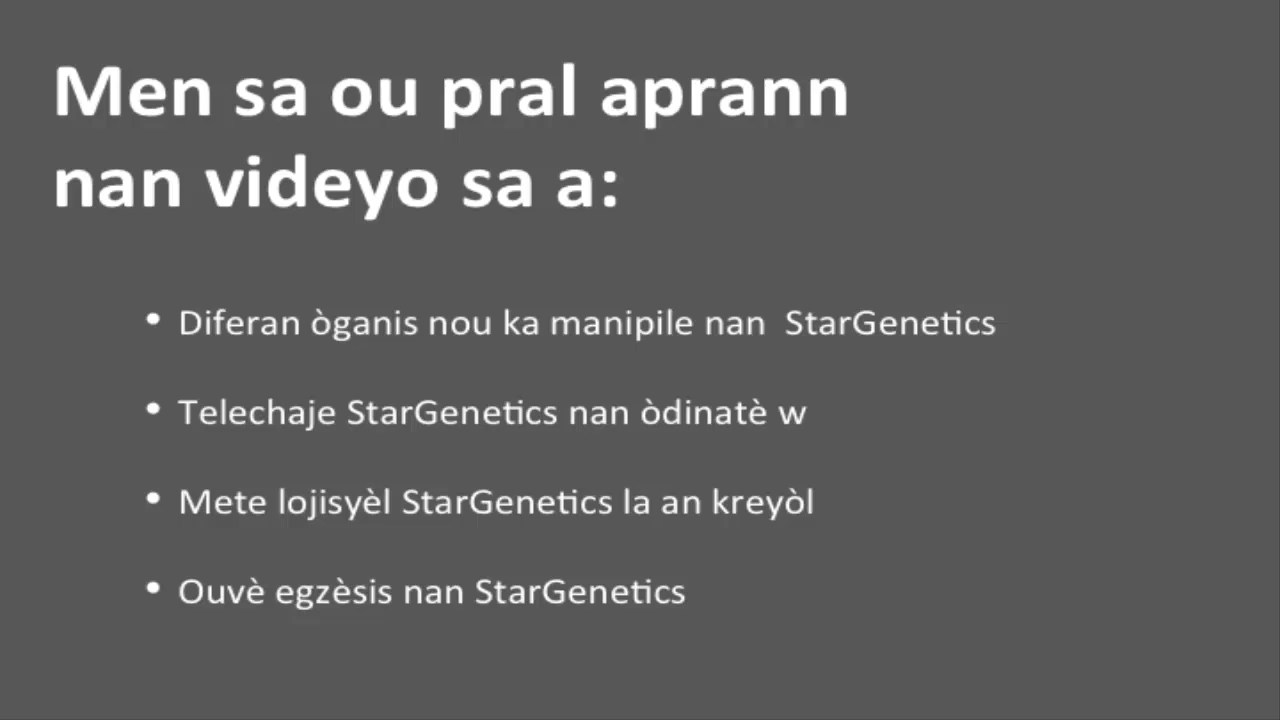 Men sa ou pral aprann
nan videyo sa a:
• Diferan òganis nou ka manipile nan StarGenetics
• Telechaje StarGenetics nan òdinatè w
• Mete lojisyèl StarGenetics la an kreyòl
• Ouvè egzèsis nan StarGenetics